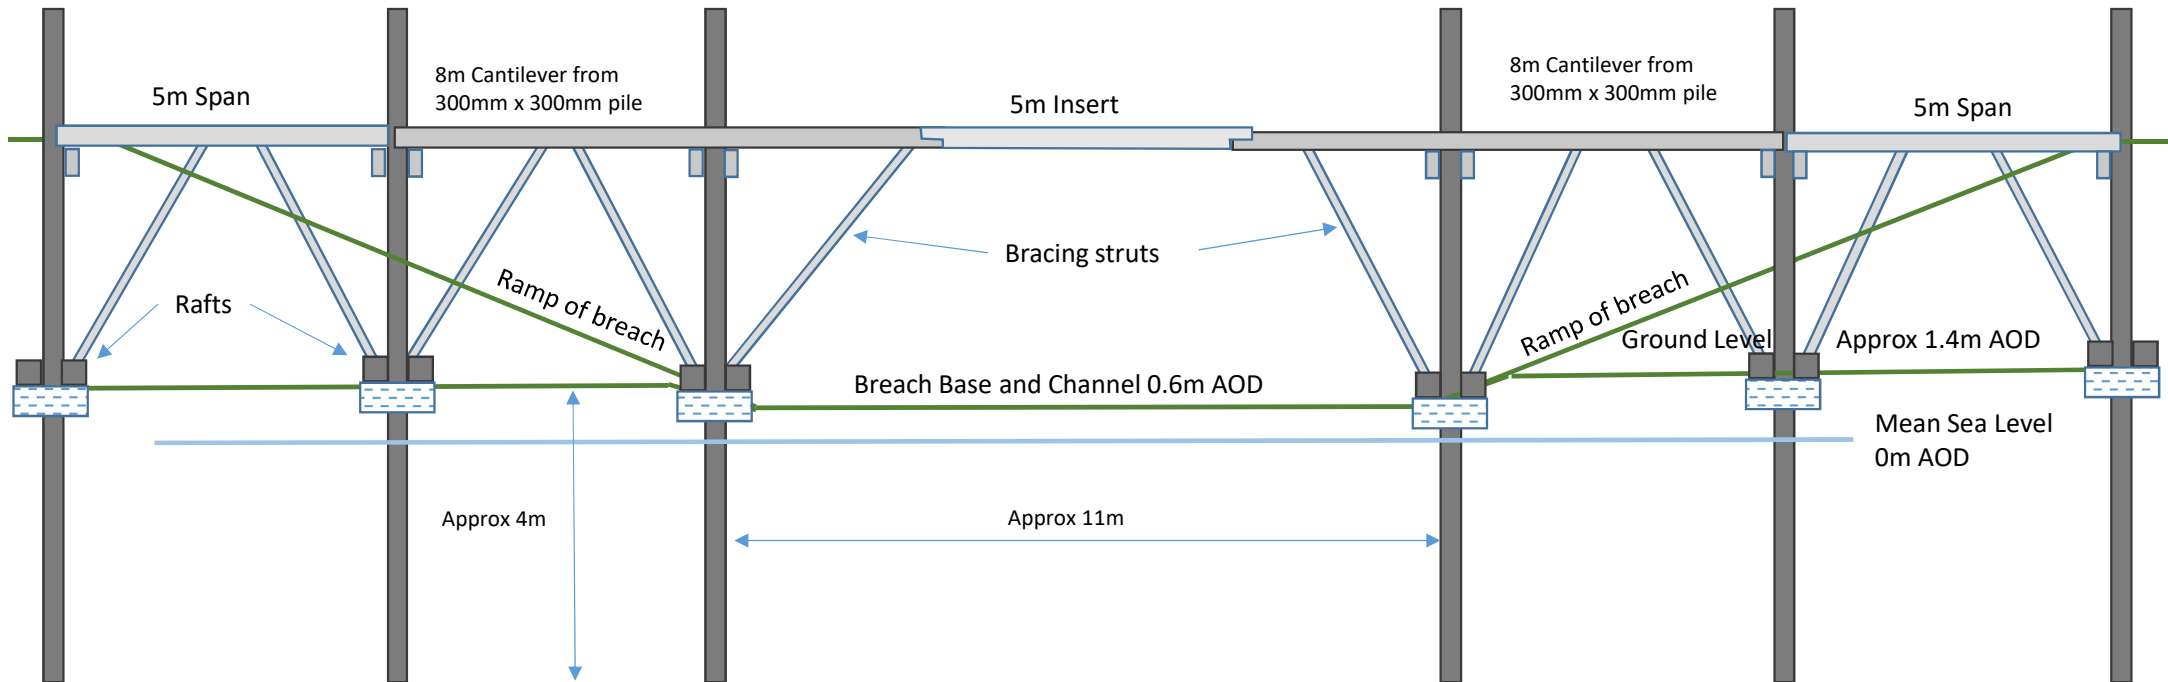 8m Cantilever from
300mm x 300mm pile
8m Cantilever from
300mm x 300mm pile
5m Span
5m Insert
5m Span
Bracing struts
Rafts
Ramp of breach
Ramp of breach
Ground Level
Approx 1.4m AOD
Breach Base and Channel 0.6m AOD
Mean Sea Level
0m AOD
Approx 4m
Approx 11m